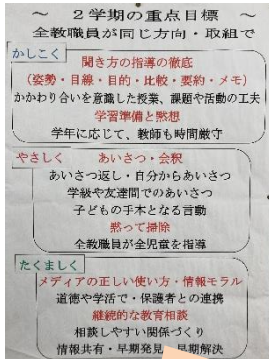 ～ ２学期の重点目標 ～
全教職員が同じ方向・取組で
かしこく
聞き方の指導の徹底
（姿勢・目線・目的・比較・要約・メモ）
かかわり合いを意識した授業、課題や活動の工夫
学習準備と黙想
学年に応じて、教師も時間厳守
やさしく
あいさつ・会釈
あいさつ返し・自分からあいさつ
学級や友達間でのあいさつ
子どもの手本となる言動
黙って掃除
全教職員が全児童を指導
たくましく
メディアの正しい使い方・情報モラル
道徳や学活で・保護者との連携
継続的な教育相談
相談しやすい関係づくり
情報共有・早期発見 早期解決